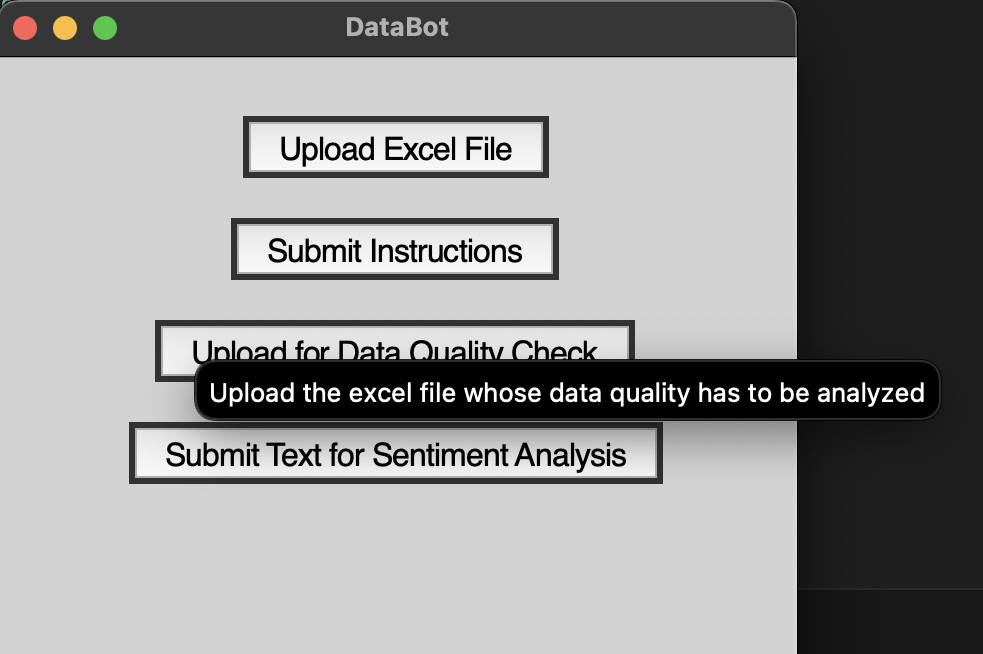 DataBot
Upload Excel File
Submit Instructions
Upload for Data Quality Check
Upload the excel file whose data quality has to be analyzed
Submit Text for Sentiment Analysis